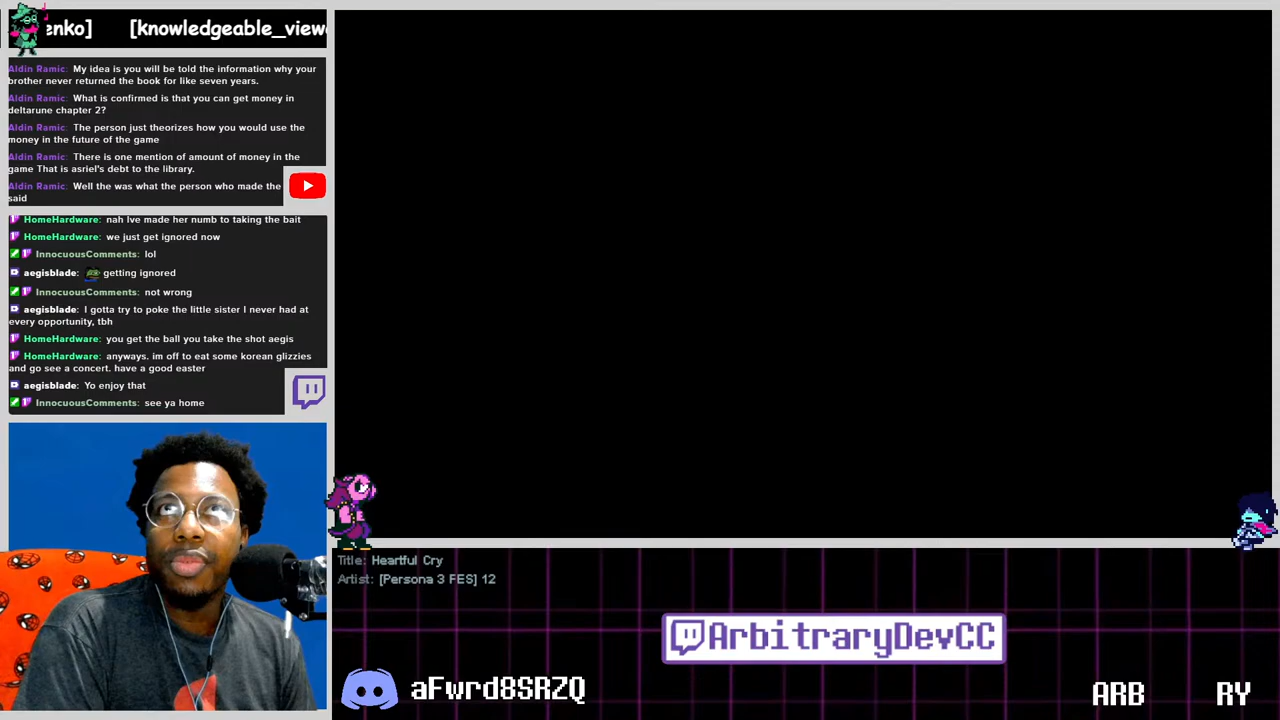 enko] [knowledgeable_viewe
Aldin Ramic: My idea is you will be told the information why your
brother never returned the book for like seven years.
Aldin Ramic: What is confirmed is that you can get money in
deltarune chapter 2?
Aldin Ramic: The person just theorizes how you would use the
money in the future of the game
Aldin Ramic: There is one mention of amount of money in the
game That is asriel's debt to the library.
Aldin Ramic: Well the was what the person who made the
said
HomeHardware: nah Ive made her numb to taking the bait
HomeHardware: we just get ignored now
InnocuousComments: lol
aegisblade: getting ignored
InnocuousComments: not wrong
aegisblade: I gotta try to poke the little sister I never had at
every opportunity, tbh
HomeHardware: you get the ball you take the shot aegis
HomeHardware: anyways. im off to eat some korean glizzies
and go see a concert. have a good easter
aegisblade: Yo enjoy that
InnocuousComments: see ya home
Title: Heartful Cry
Artist: [Persona 3 FES] 12
@ArbitraryDevCC
aFwrd8SRZQ
ARB RY